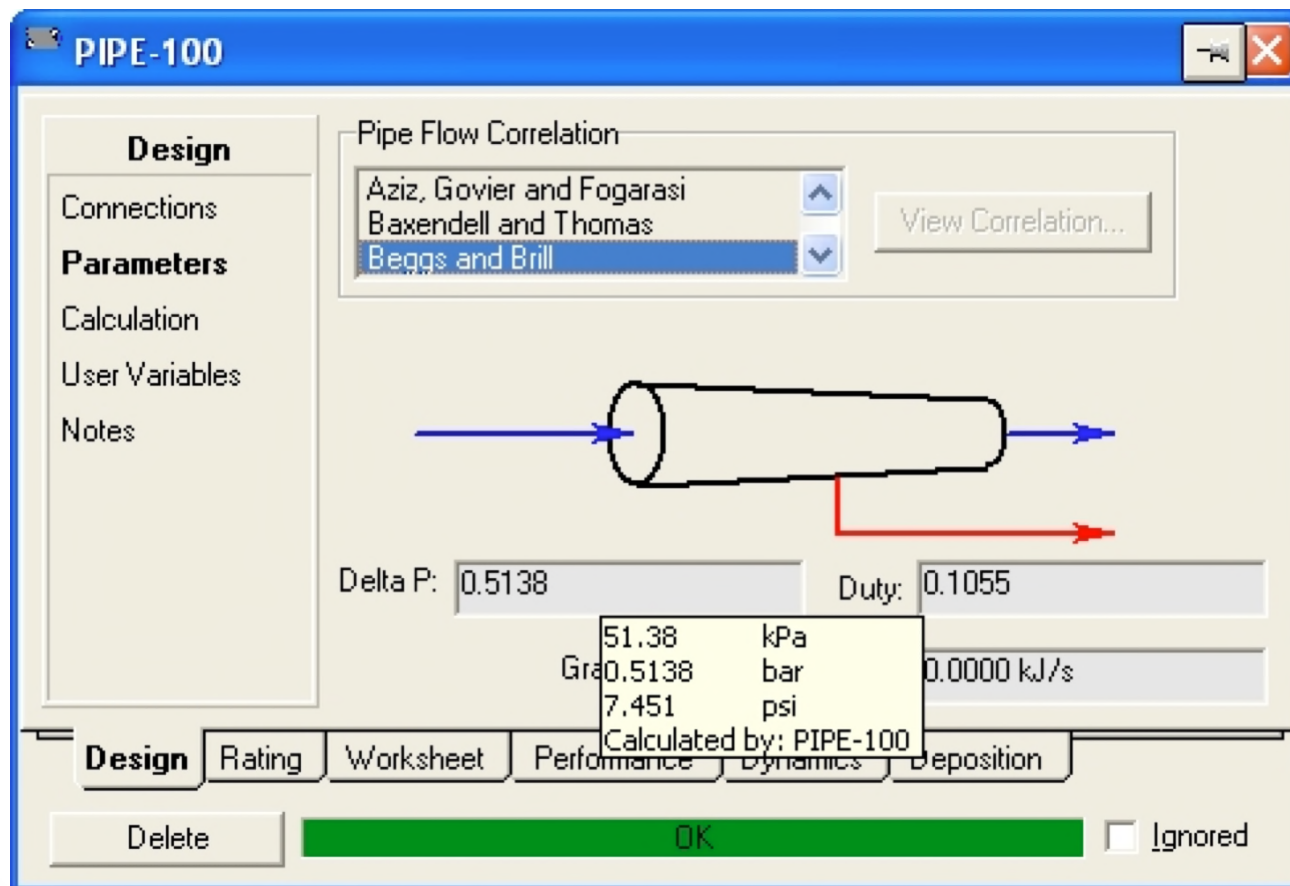 PIPE-100
Design
Connections
Parameters
Calculation
User Variables
Notes
Pipe Flow Correlation
Aziz, Govier and Fogarasi
Baxendell and Thomas
Beggs and Brill
View Correlation...
Delta P: 0.5138
Duty: 0.1055
51.38 kPa
0.5138 bar
7.451 psi
Calculated by: PIPE-100
0.0000 kJ/s
Design Rating Worksheet Performance Dynamics Deposition
Delete
OK
Ignored